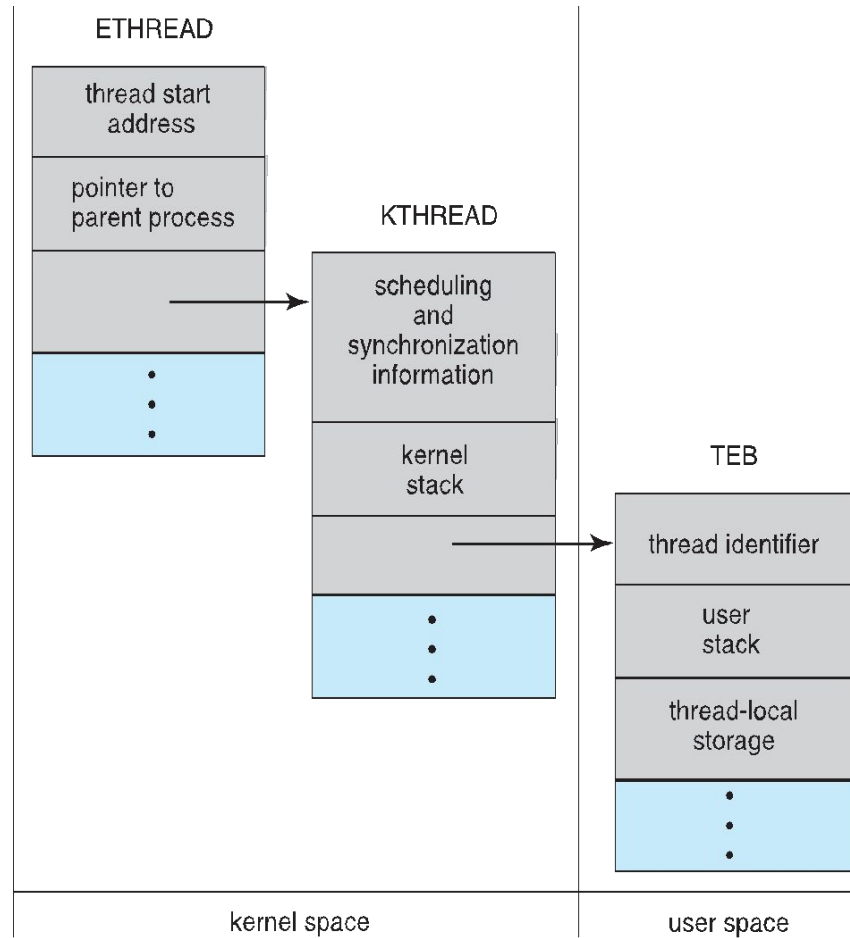 ETHREAD
thread start
address
pointer to
parent process
KTHREAD
scheduling
and
synchronization
information
kernel
stack
TEB
thread identifier
user
stack
thread-local
storage
kernel space
user space